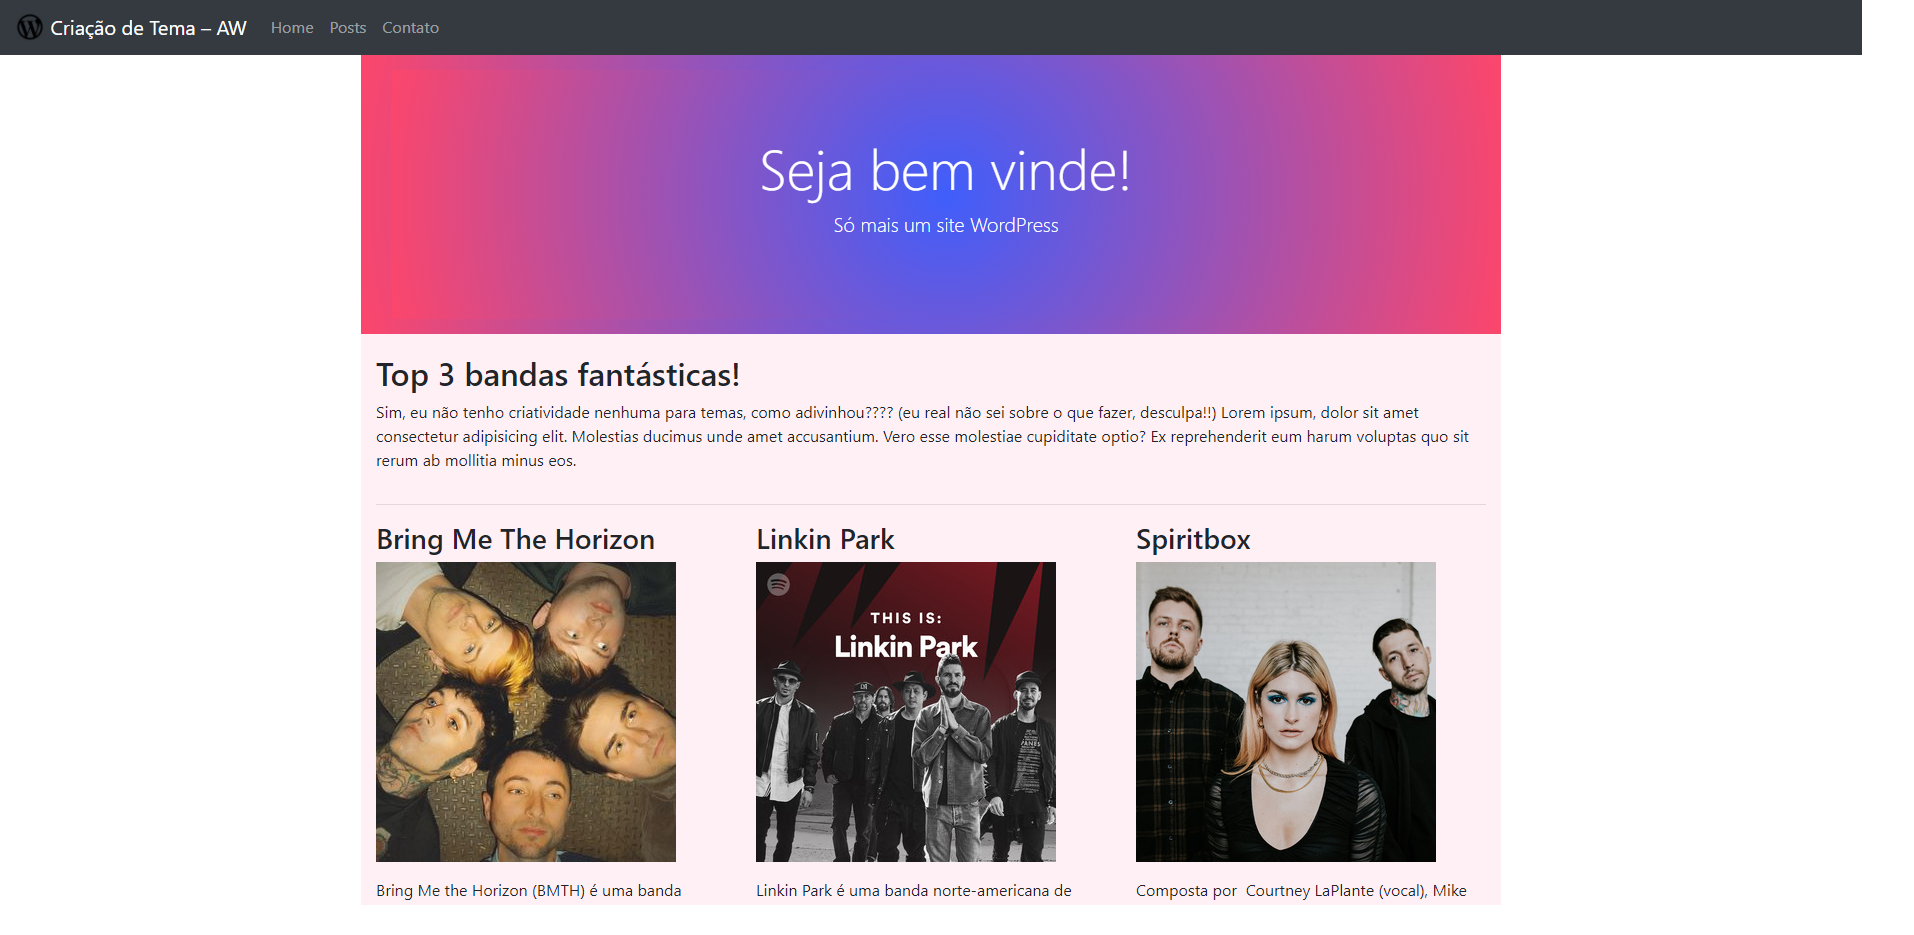 Criação de Tema – AW Home Posts Contato
Seja bem vinde!
Só mais um site WordPress
Top 3 bandas fantásticas!
Sim, eu não tenho criatividade nenhuma para temas, como adivinhou???? (eu real não sei sobre o que fazer, desculpa!!) Lorem ipsum, dolor sit amet
consectetur adipisicing elit. Molestias ducimus unde amet accusantium. Vero esse molestiae cupiditate optio? Ex reprehenderit eum harum voluptas quo sit
rerum ab mollitia minus eos.
Bring Me The Horizon
Bring Me the Horizon (BMTH) é uma banda
Linkin Park
THIS IS:
Linkin Park
Linkin Park é uma banda norte-americana de
Spiritbox
Composta por  Courtney LaPlante (vocal), Mike